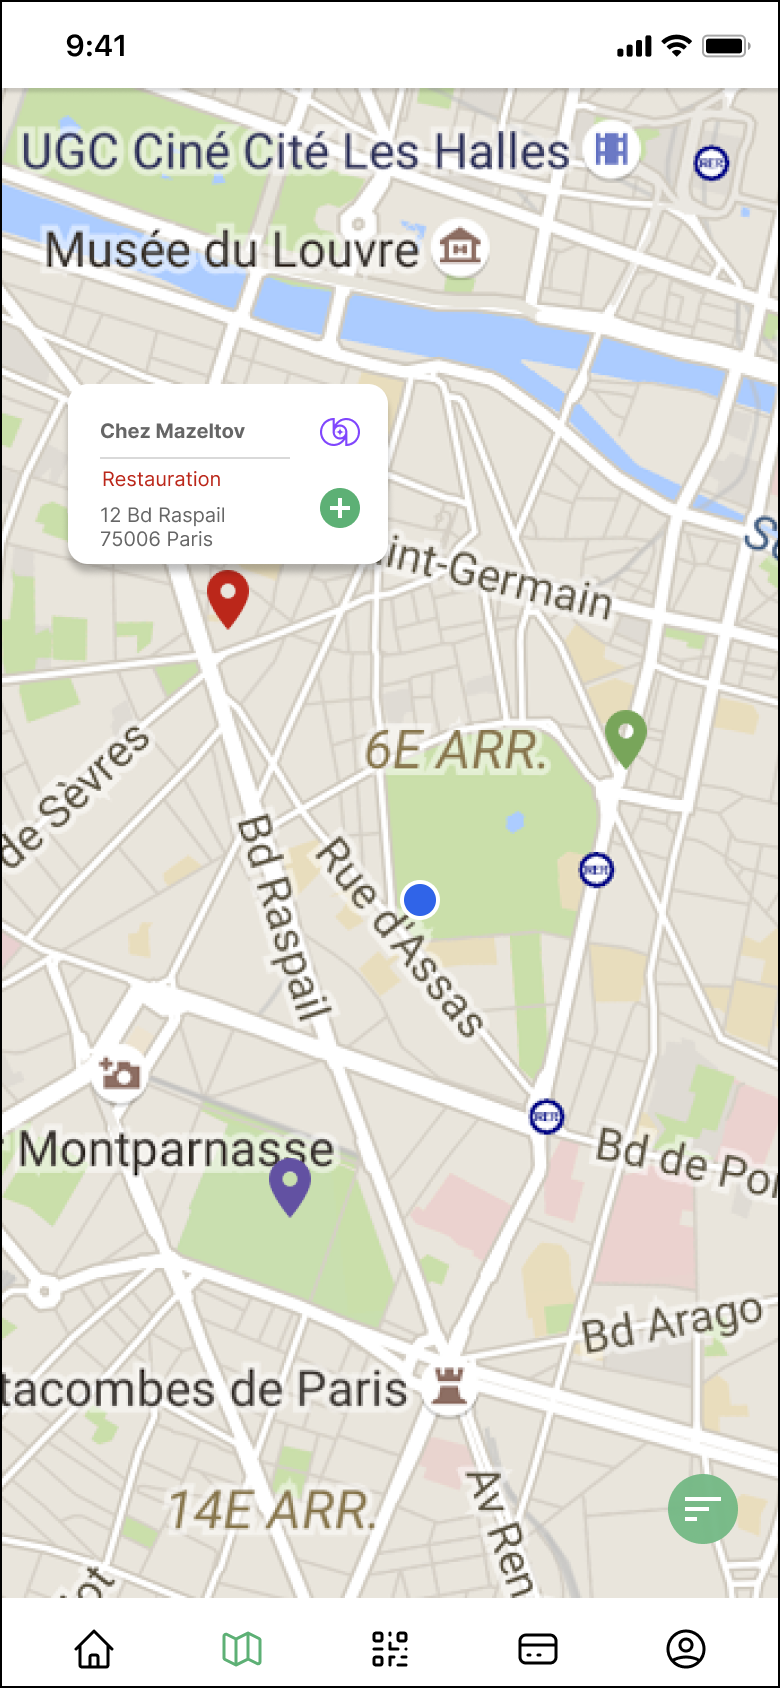 9:41
UGC Ciné Cité Les Halles
RER
Musée du Louvre
Chez Mazeltov
Restauration
12 Bd Raspail
75006 Paris
int-Germain
6E ARR.
de Sèvres
Bd Raspail
Rue d'Assas
RER
RER
Montparnasse
Bd de Por
Bd Arago
tacombes de Paris
14E ARR.
Av Ren